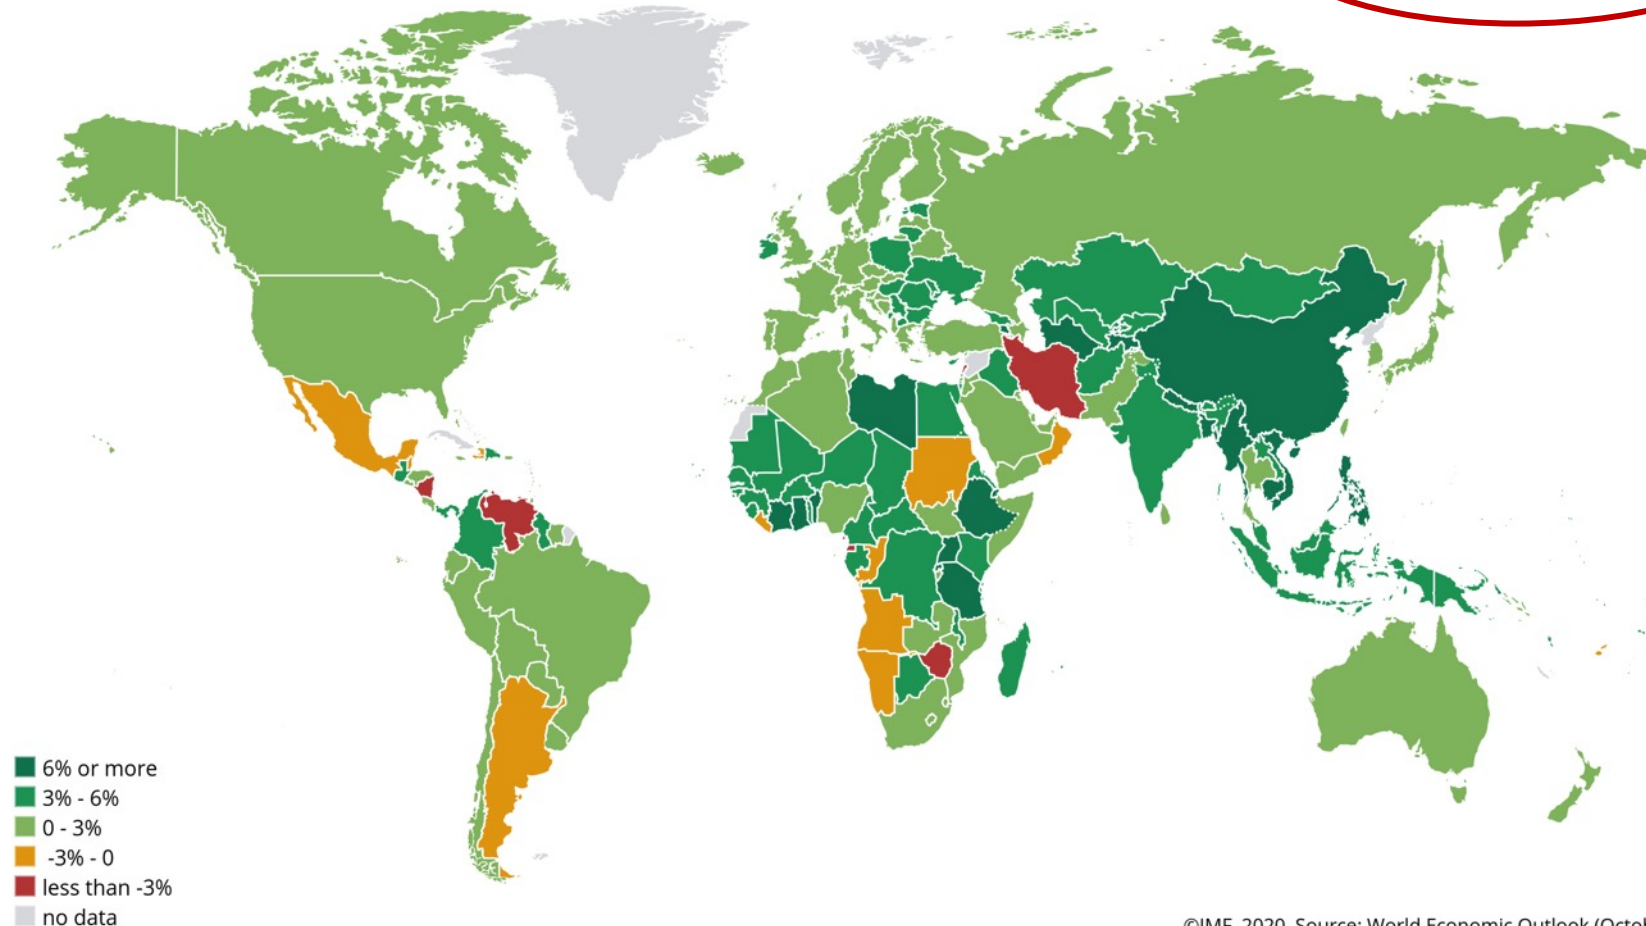 6% or more
3% - 6%
0 - 3%
-3% - 0
less than -3%
no data
©IMF, 2020, Source: World Economic Outlook